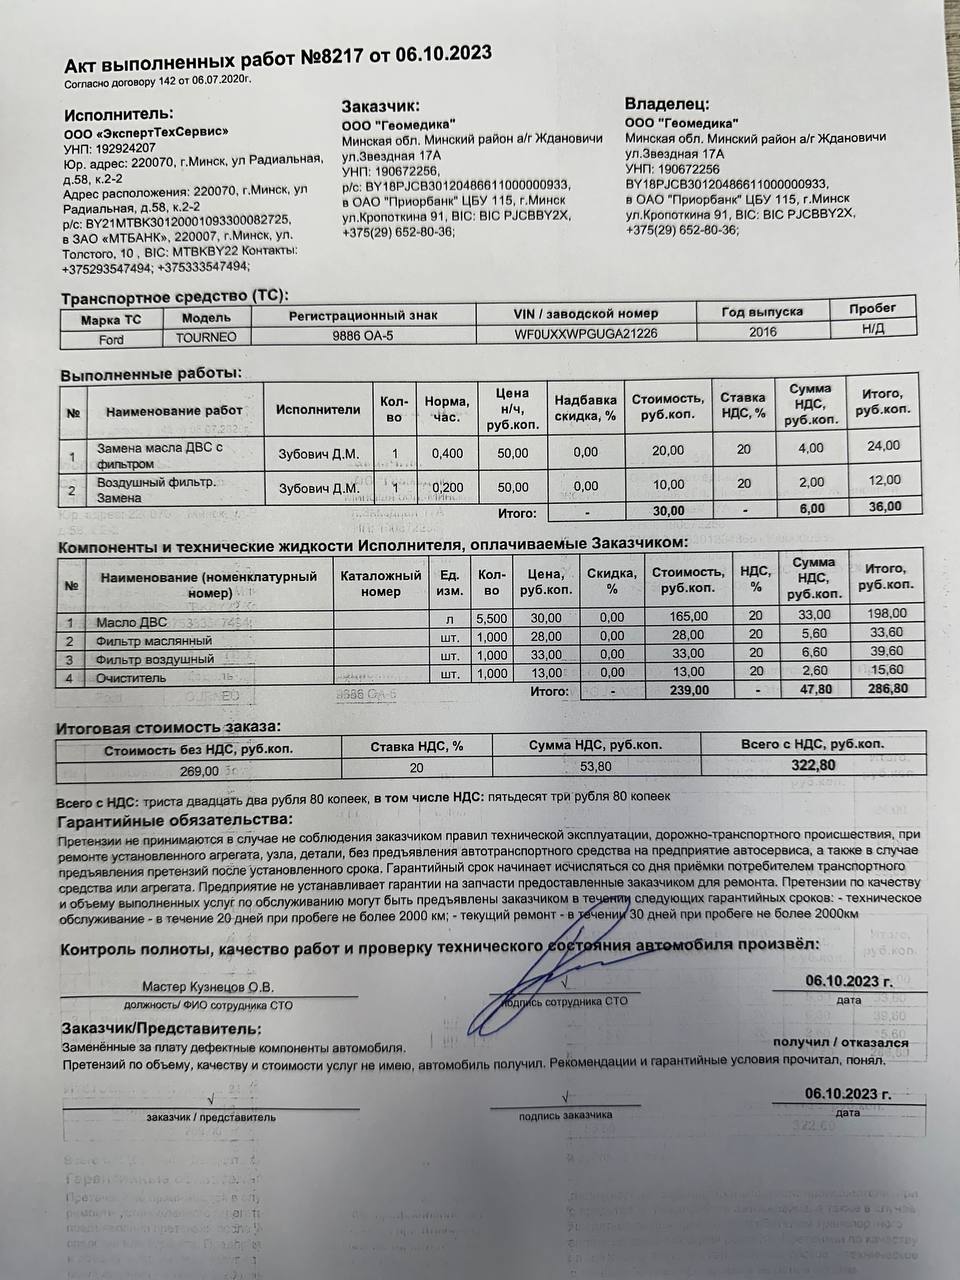 Акт выполненных работ №8217 от 06.10.2023
Согласно договору 142 от 06.07.2020г.
Исполнитель:
ООО «ЭкспертТехСервис»
УНП: 192924207
Юр. адрес: 220070, г.Минск, ул Радиальная,
д.58, к.2-2
Адрес расположения: 220070, г.Минск, ул
Радиальная, д.58, к.2-2
р/с: BY21MTBK30120001093300082725,
в ЗАО «МТБАНК», 220007, г.Минск, ул.
Толстого, 10 , BIC: MTBKBY22 Контакты:
+375293547494; +375333547494;
Заказчик:
ООО "Геомедика"
Минская обл. Минский район а/г Ждановичи
ул.Звездная 17А
УНП: 190672256,
р/с: BY18PJCB30120486611000000933,
в ОАО "Приорбанк" ЦБУ 115, г.Минск
ул.Кропоткина 91, BIC: BIC PJCBBY2X,
+375(29) 652-80-36;
Владелец:
ООО "Геомедика"
Минская обл. Минский район а/г Ждановичи
ул.Звездная 17А
УНП: 190672256
BY18PJCB30120486611000000933,
в ОАО "Приорбанк" ЦБУ 115, г.Минск
ул.Кропоткина 91, BIC: BIC PJCBBY2X,
+375(29) 652-80-36;
Транспортное средство (ТС):
Марка ТС Модель Регистрационный знак VIN / заводской номер Год выпуска Пробег
Ford TOURNEO 9886 ОА-5 WF0UXXWPGUGA21226 2016 Н/Д
Выполненные работы:
№ Наименование работ Исполнители Кол-во Норма, час. Цена н/ч, руб.коп. Надбавка скидка, % Стоимость, руб.коп. Ставка НДС, % Сумма НДС, руб.коп. Итого, руб.коп.
1 Замена масла ДВС с фильтром Зубович Д.М. 1 0,400 50,00 0,00 20,00 20 4,00 24,00
2 Воздушный фильтр. Замена Зубович Д.М. 1 0,200 50,00 0,00 10,00 20 2,00 12,00
Итого: - 30,00 - 6,00 36,00
Компоненты и технические жидкости Исполнителя, оплачиваемые Заказчиком:
№ Наименование (номенклатурный номер) Каталожный номер Ед. изм. Кол-во Цена, руб.коп. Скидка, % Стоимость, руб.коп. НДС, % Сумма НДС, руб.коп. Итого, руб.коп.
1 Масло ДВС л 5,500 30,00 0,00 165,00 20 33,00 198,00
2 Фильтр маслянный шт. 1,000 28,00 0,00 28,00 20 5,60 33,60
3 Фильтр воздушный шт. 1,000 33,00 0,00 33,00 20 6,60 39,60
4 Очиститель шт. 1,000 13,00 0,00 13,00 20 2,60 15,60
Итого: - 239,00 - 47,80 286,80
Итоговая стоимость заказа:
Стоимость без НДС, руб.коп. Ставка НДС, % Сумма НДС, руб.коп. Всего с НДС, руб.коп.
269,00 20 53,80 322,80
Всего с НДС: триста двадцать два рубля 80 копеек, в том числе НДС: пятьдесят три рубля 80 копеек
Гарантийные обязательства:
Претензии не принимаются в случае не соблюдения заказчиком правил технической эксплуатации, дорожно-транспортного происшествия, при
ремонте установленного агрегата, узла, детали, без предъявления автотранспортного средства на предприятие автосервиса, а также в случае
предъявления претензий после установленного срока. Гарантийный срок начинает исчисляться со дня приёмки потребителем транспортного
средства или агрегата. Предприятие не устанавливает гарантии на запчасти предоставленные заказчиком для ремонта. Претензии по качеству
и объему выполненных услуг по обслуживанию могут быть предъявлены заказчиком в течении следующих гарантийных сроков: - техническое
обслуживание - в течение 20 дней при пробеге не более 2000 км; - текущий ремонт - в течении 30 дней при пробеге не более 2000км
Контроль полноты, качество работ и проверку технического состояния автомобиля произвёл:
Мастер Кузнецов О.В. √ 06.10.2023 г.
должность/ ФИО сотрудника СТО подпись сотрудника СТО дата
Заказчик/Представитель:
Заменённые за плату дефектные компоненты автомобиля. получил / отказался
Претензий по объему, качеству и стоимости услуг не имею, автомобиль получил. Рекомендации и гарантийные условия прочитал, понял.
√ √ 06.10.2023 г.
заказчик / представитель подпись заказчика дата